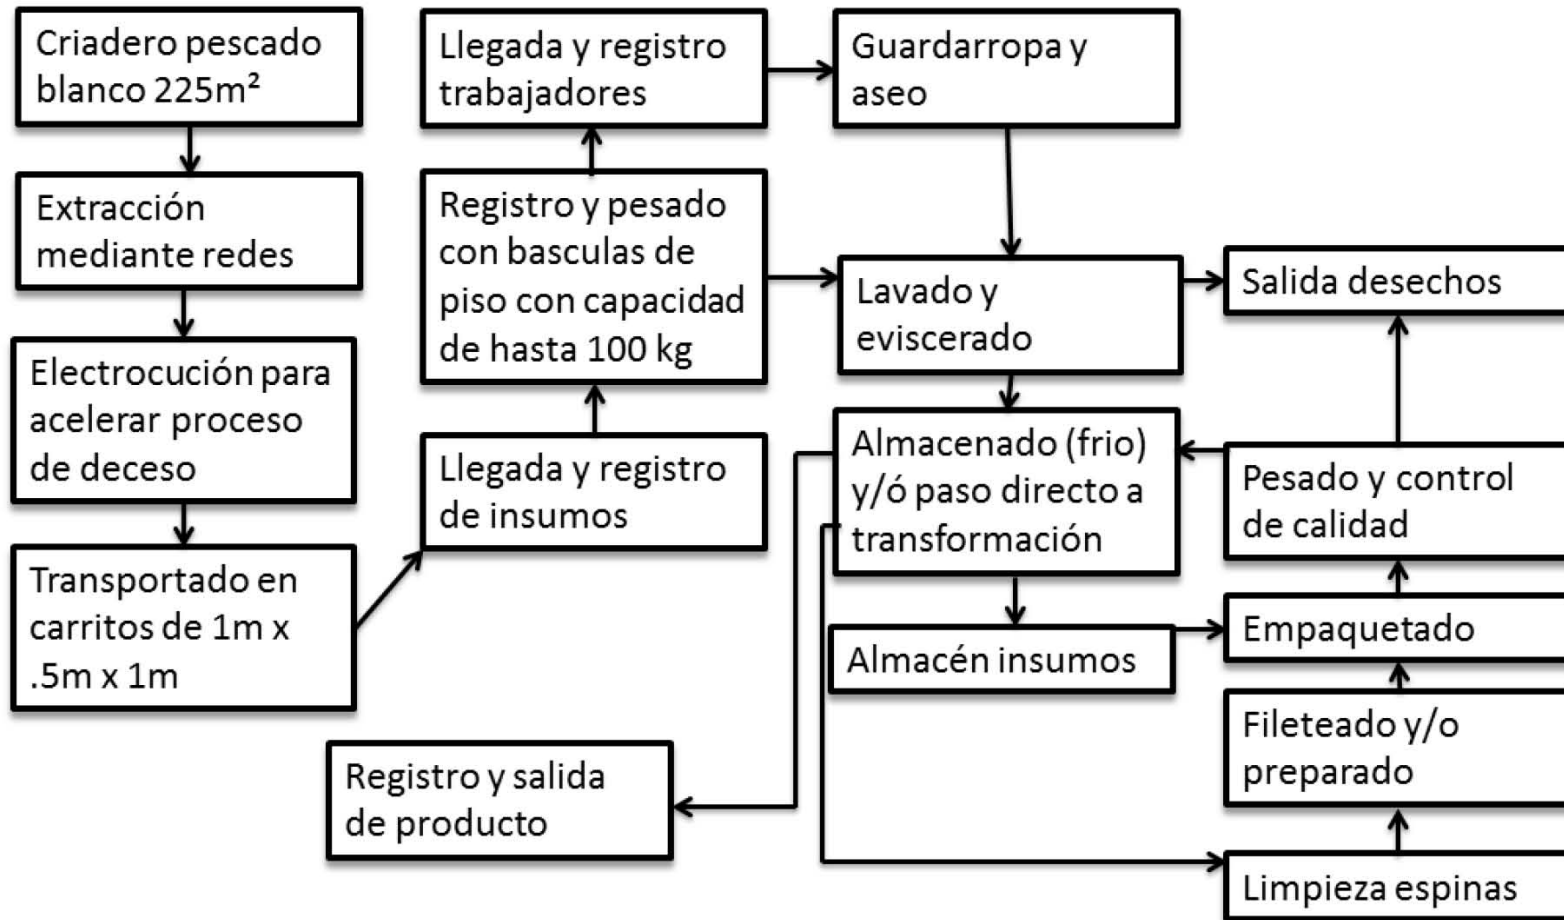 Criadero pescado
blanco 225m²
Extracción
mediante redes
Electrocución para
acelerar proceso
de deceso
Transportado en
carritos de 1m x
.5m x 1m
Llegada y registro
trabajadores
Registro y pesado
con basculas de
piso con capacidad
de hasta 100 kg
Llegada y registro
de insumos
Registro y salida
de producto
Guardarropa y
aseo
Lavado y
eviscerado
Almacenado (frio)
y/ó paso directo a
transformación
Almacén insumos
Salida desechos
Pesado y control
de calidad
Empaquetado
Fileteado y/o
preparado
Limpieza espinas